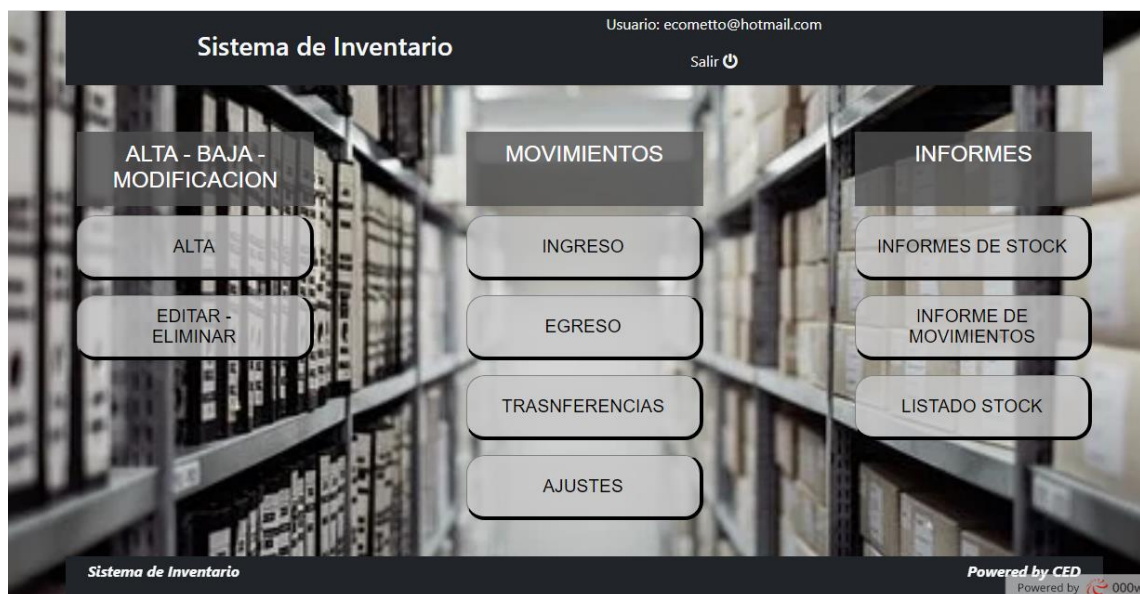 Sistema de Inventario
Usuario: ecometto@hotmail.com
Salir
ALTA - BAJA -
MODIFICACION
ALTA
EDITAR -
ELIMINAR
MOVIMIENTOS
INGRESO
EGRESO
TRASNFERENCIAS
AJUSTES
INFORMES
INFORMES DE STOCK
INFORME DE
MOVIMIENTOS
LISTADO STOCK
Sistema de Inventario
Powered by CED
Powered by 000w